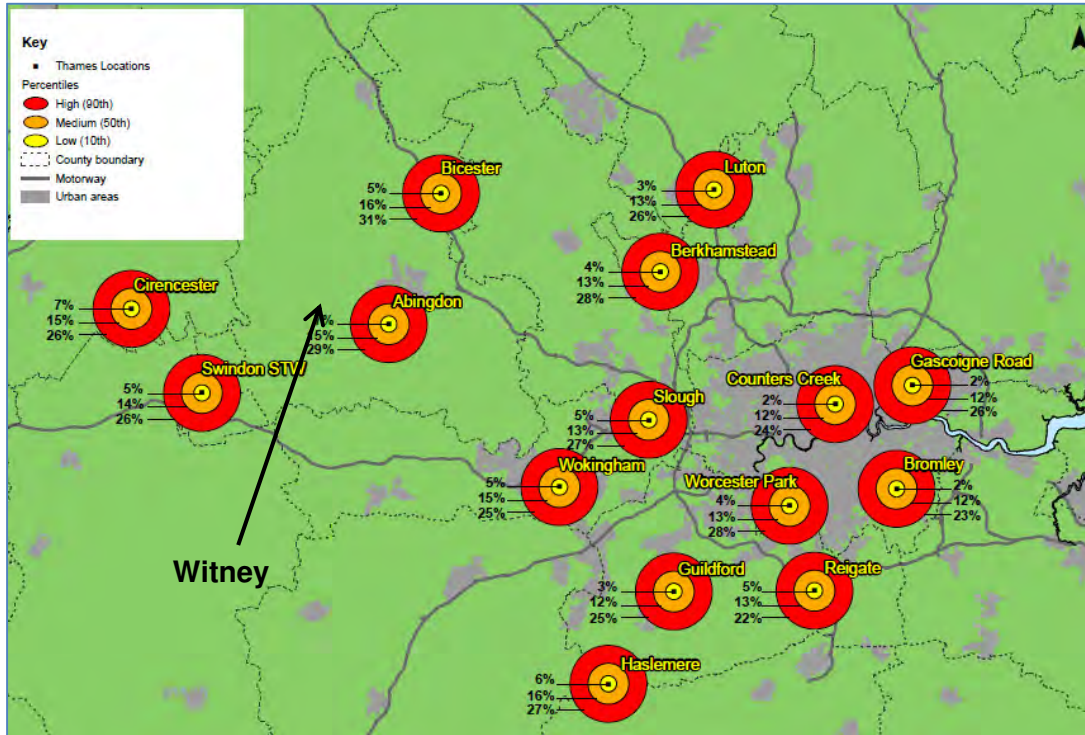 Key
Thames Locations
Percentiles
High (90th)
Medium (50th)
Low (10th)
County boundary
Motorway
Urban areas
Bicester
5%
16%
31%
Luton
3%
13%
26%
Berkhamstead
4%
13%
28%
Cirencester
7%
15%
26%
Abingdon
15%
29%
Swindon STW
5%
14%
26%
Gascoigne Road
2%
12%
26%
Counters Creek
2%
12%
24%
Slough
5%
13%
27%
Wokingham
5%
15%
25%
Bromley
2%
12%
23%
Worcester Park
4%
13%
28%
Witney
Guildford
3%
12%
25%
Reigate
5%
13%
22%
Haslemere
6%
16%
27%